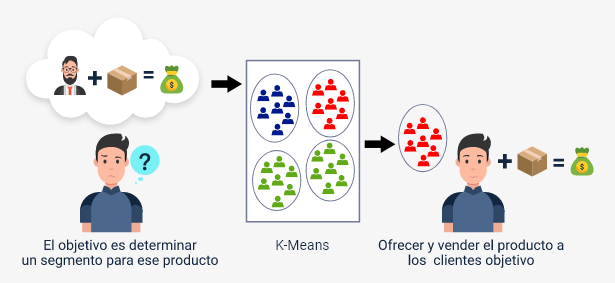 +
=
$
?
El objetivo es determinar
un segmento para ese producto
K-Means
+
=
$
Ofrecer y vender el producto a
los clientes objetivo